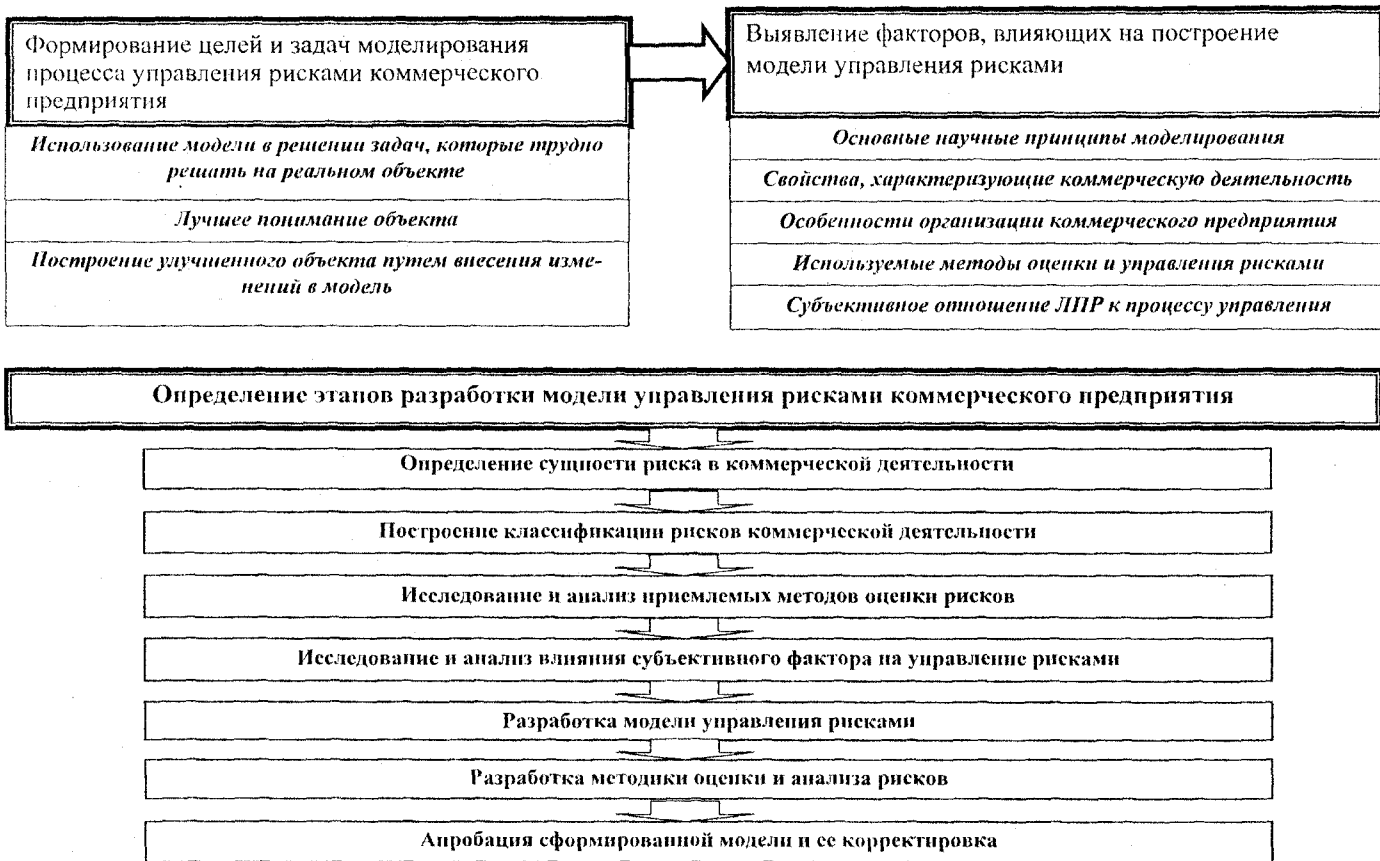 Формирование целей и задач моделирования
процесса управления рисками коммерческого
предприятия
Использование модели в решении задач, которые трудно
решать на реальном объекте
Лучшее понимание объекта
Построение улучшенного объекта путем внесения изме-
нений в модель
Выявление факторов, влияющих на построение
модели управления рисками
Основные научные принципы моделирования
Свойства, характеризующие коммерческую деятельность
Особенности организации коммерческого предприятия
Используемые методы оценки и управления рисками
Субъективное отношение ЛПР к процессу управления
Определение этапов разработки модели управления рисками коммерческого предприятия
Определение сущности риска в коммерческой деятельности
Построение классификации рисков коммерческой деятельности
Исследование и анализ приемлемых методов оценки рисков
Исследование и анализ влияния субъективного фактора на управление рисками
Разработка модели управления рисками
Разработка методики оценки и анализа рисков
Апробация сформированной модели и ее корректировка